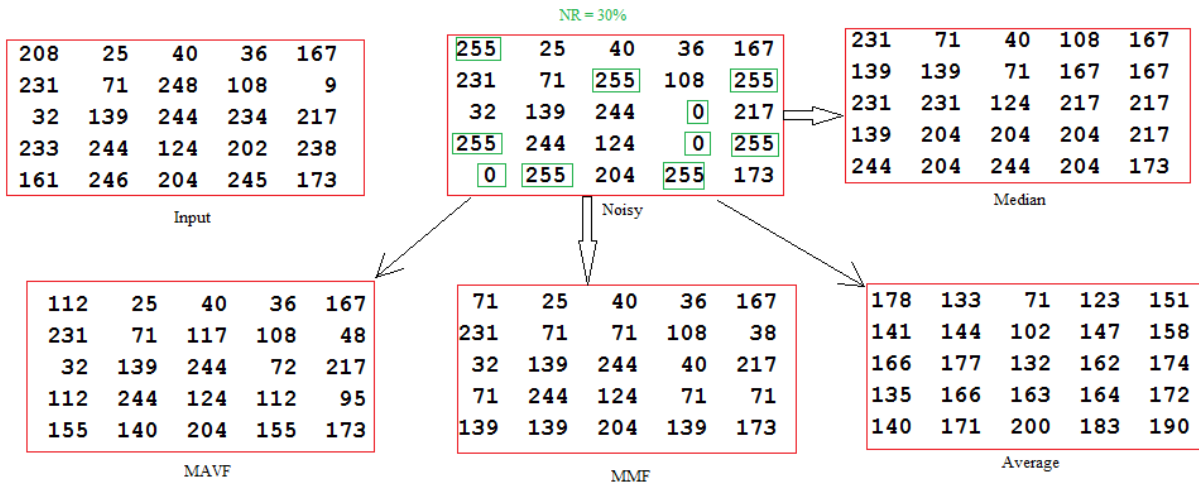 NR = 30%
208 25 40 36 167
231 71 248 108 9
32 139 244 234 217
233 244 124 202 238
161 246 204 245 173
Input
255 25 40 36 167
231 71 255 108 255
32 139 244 0 217
255 244 124 0 255
0 255 204 255 173
Noisy
231 71 40 108 167
139 139 71 167 167
231 231 124 217 217
139 204 204 204 217
244 204 244 204 173
Median
112 25 40 36 167
231 71 117 108 48
32 139 244 72 217
112 244 124 112 95
155 140 204 155 173
MAVF
71 25 40 36 167
231 71 71 108 38
32 139 244 40 217
71 244 124 71 71
139 139 204 139 173
MMF
178 133 71 123 151
141 144 102 147 158
166 177 132 162 174
135 166 163 164 172
140 171 200 183 190
Average